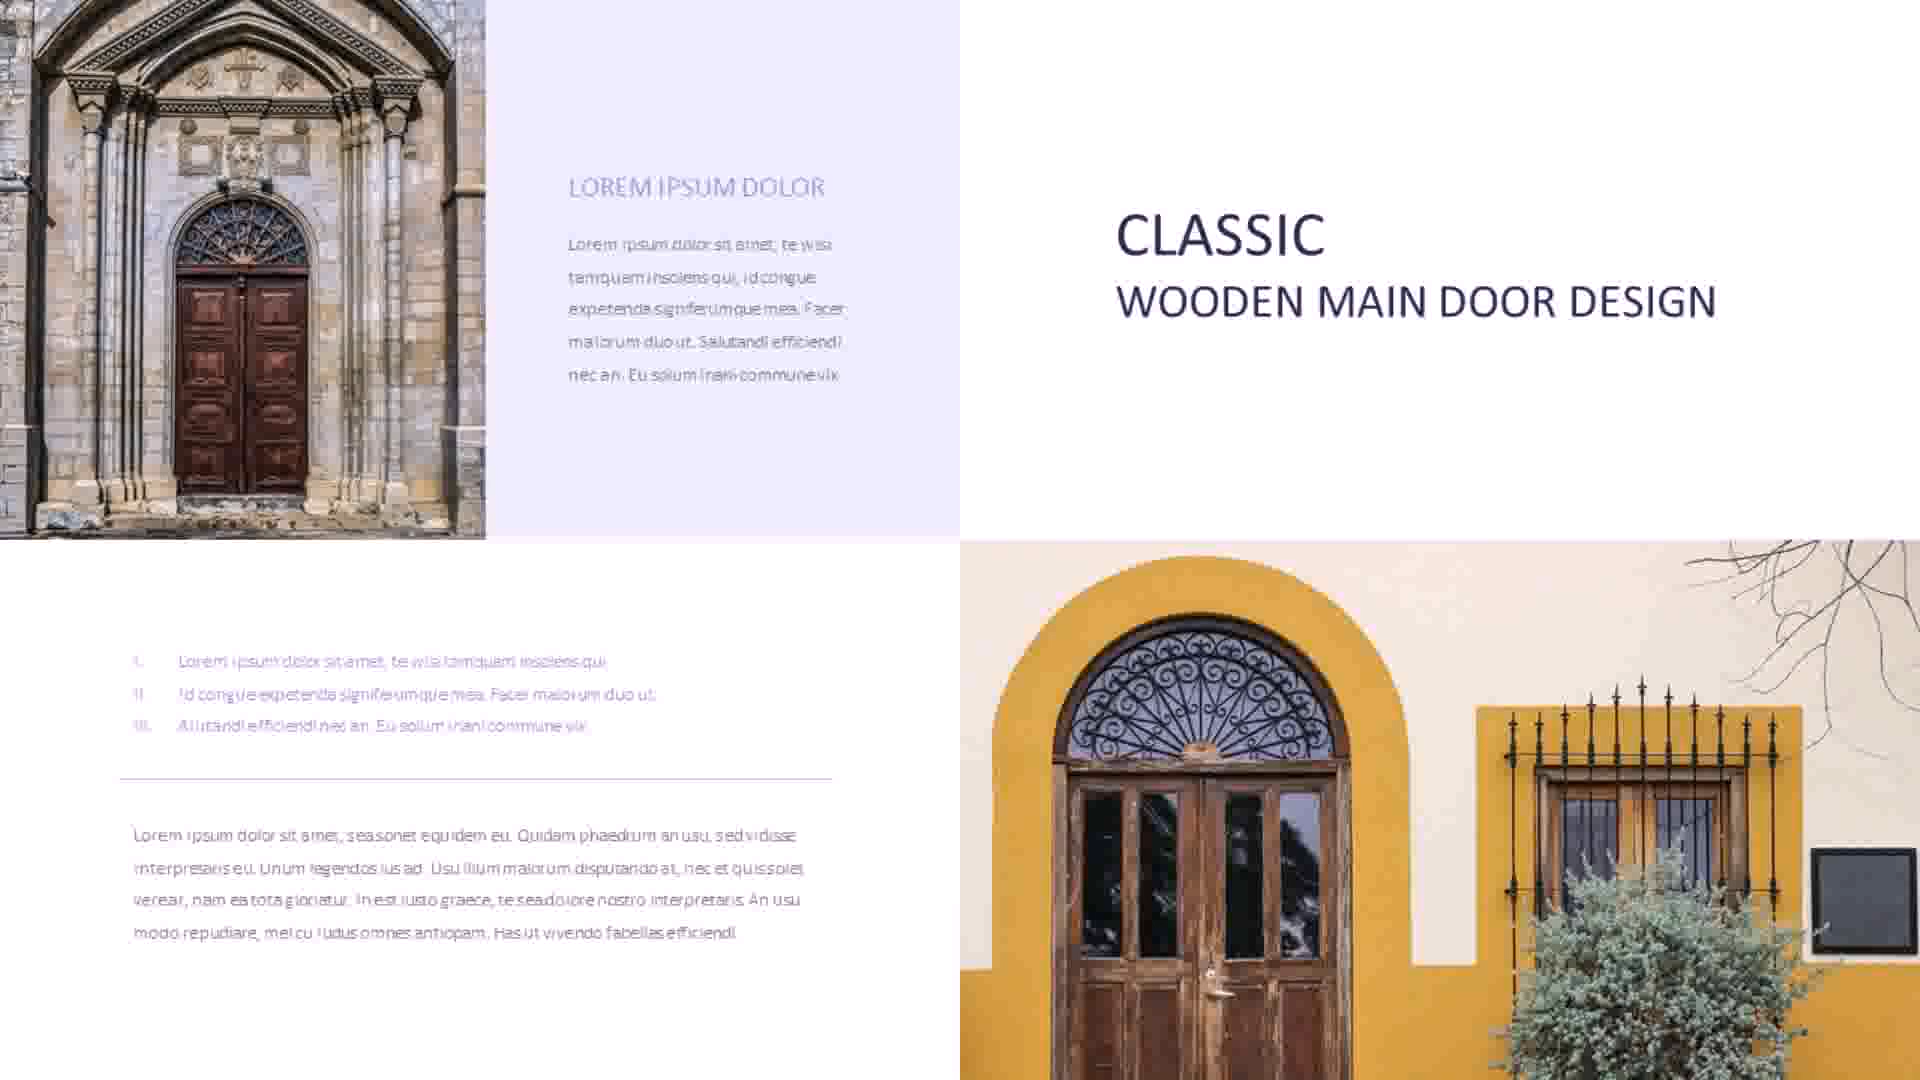 LOREM IPSUM DOLOR
Lorem ipsum dolor sit amet, te wisi
tamquam insolens qui, id congue
expetenda signiferumque mea. Facer
malorum duo ut. Salutandi efficiendi
nec an. Eu solum inani commune vix.
CLASSIC
WOODEN MAIN DOOR DESIGN
I. Lorem ipsum dolor sit amet, te wisi tamquam insolens qui.
II. Id congue expetenda signiferumque mea. Facer malorum duo ut.
III. Alutandi efficiendi nec an. Eu solum inani commune vix.
Lorem ipsum dolor sit amet, sea sonet equidem eu. Quidam phaedrum an usu, sed vidisse
interpretaris eu. Unum legendos ius ad. Usu illum malorum disputando at, nec et quis solet
verear, nam ea tota gloriatur. In est iusto graece, te sea dolore nostro interpretaris. An usu
modo repudiare, mel cu ludus omnes antiopam. Has ut vivendo fabellas efficiendi.